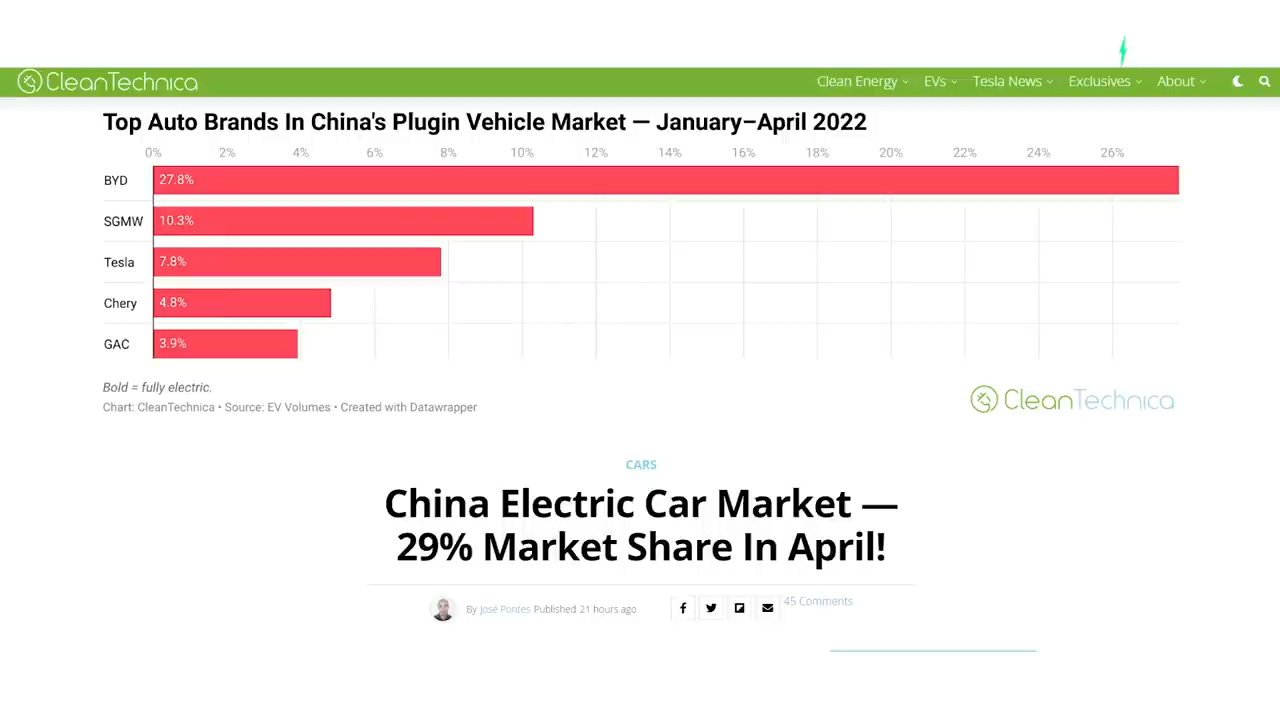 CleanTechnica
Clean Energy EVs Tesla News Exclusives About
Top Auto Brands In China's Plugin Vehicle Market — January–April 2022
0% 2% 4% 6% 8% 10% 12% 14% 16% 18% 20% 22% 24% 26%
BYD 27.8%
SGMW 10.3%
Tesla 7.8%
Chery 4.8%
GAC 3.9%
Bold = fully electric.
Chart: CleanTechnica • Source: EV Volumes • Created with Datawrapper
CleanTechnica
CARS
China Electric Car Market —
29% Market Share In April!
By José Pontes Published 21 hours ago
45 Comments